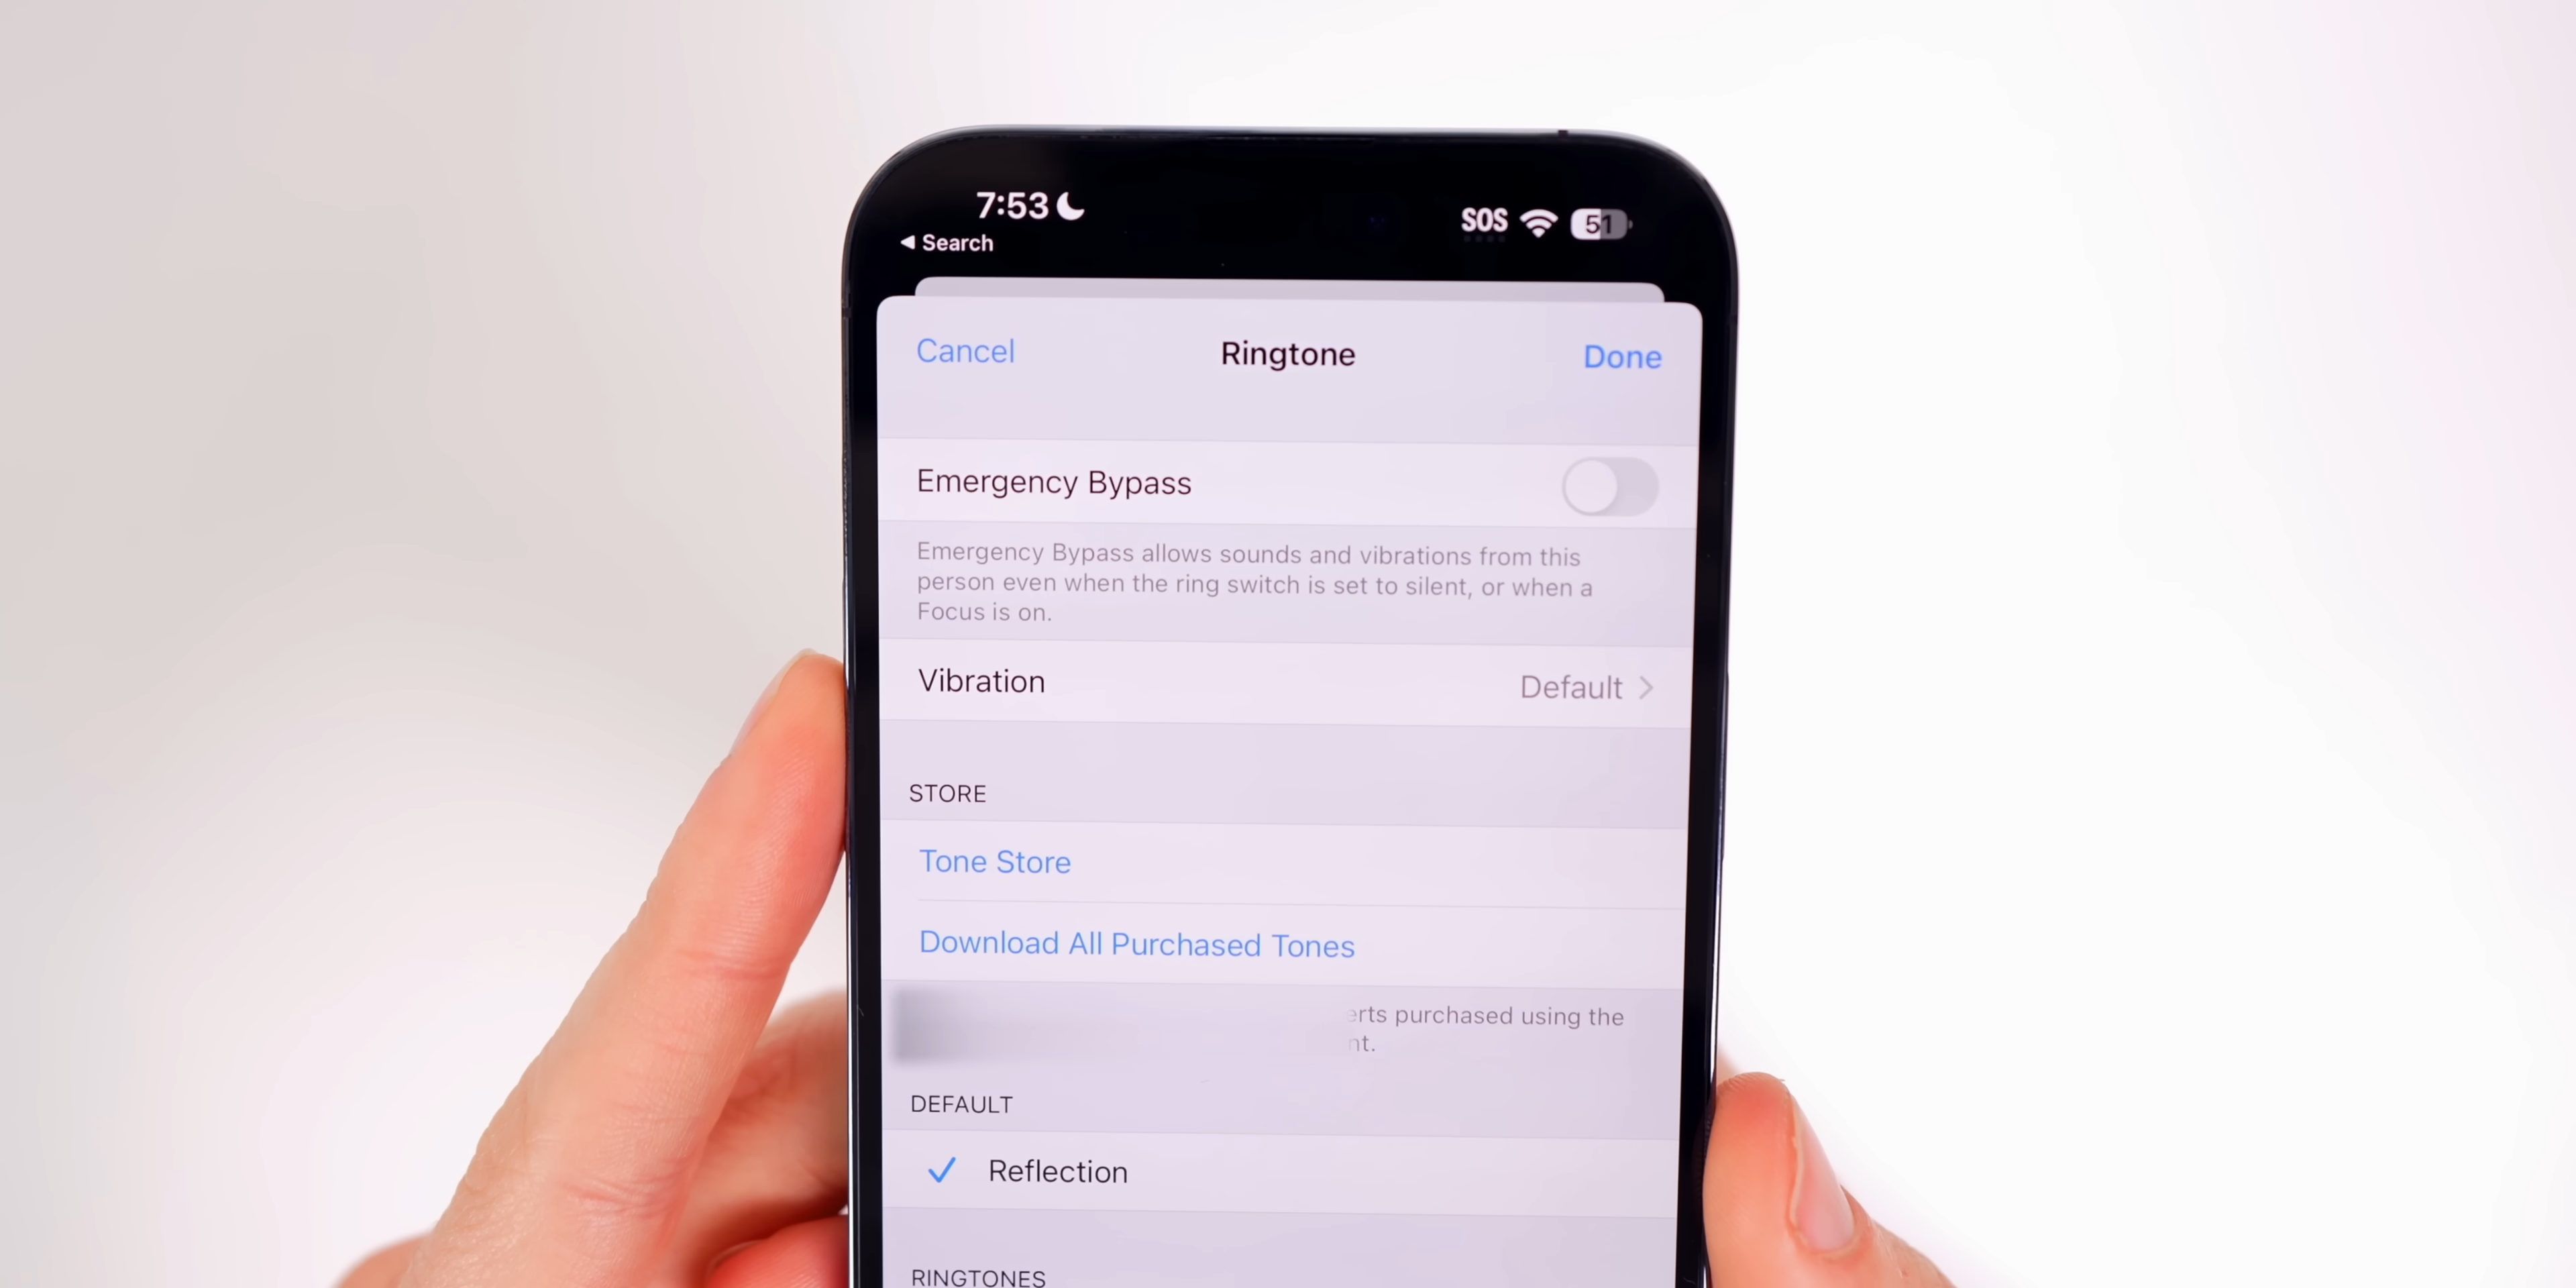 7:53
SOS 51
Search
Cancel Ringtone Done
Emergency Bypass
Emergency Bypass allows sounds and vibrations from this
person even when the ring switch is set to silent, or when a
Focus is on.
Vibration Default
STORE
Tone Store
Download All Purchased Tones
purchased using the
DEFAULT
Reflection
RINGTONES